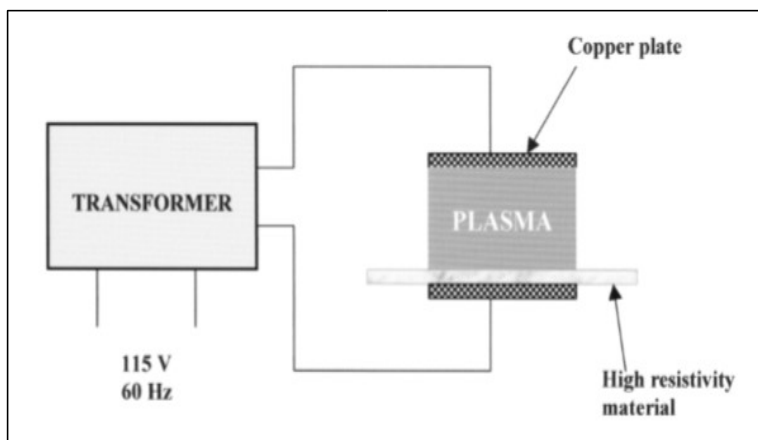 Copper plate
TRANSFORMER
PLASMA
115 V
60 Hz
High resistivity
material